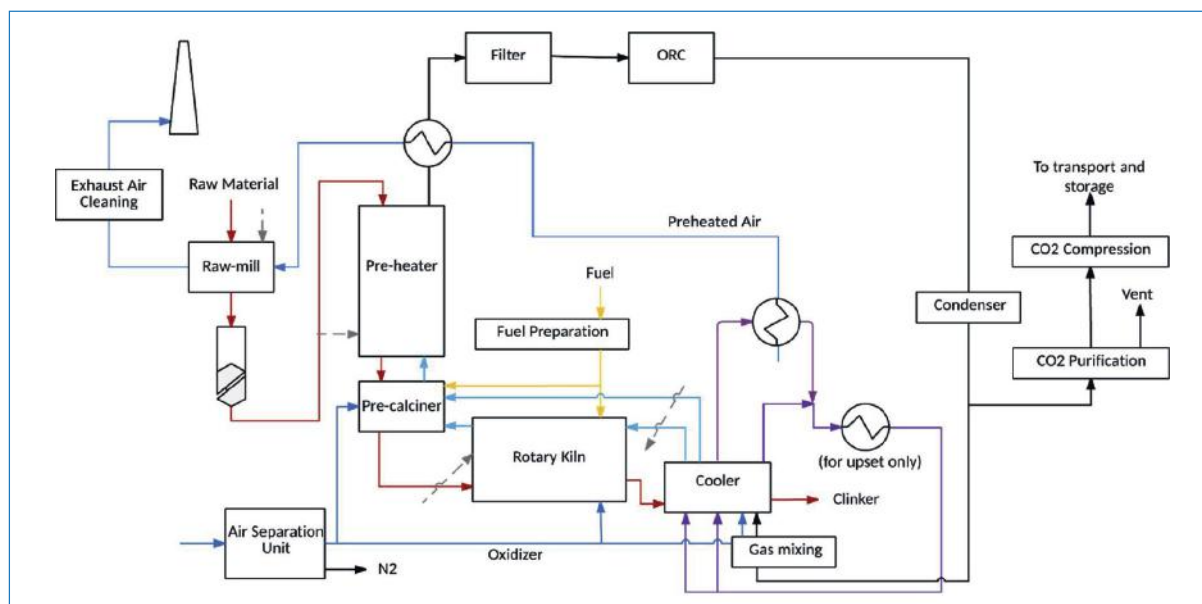 Filter
ORC
Exhaust Air
Cleaning
Raw Material
To transport and
storage
Preheated Air
CO2 Compression
Raw-mill
Pre-heater
Fuel
Vent
Condenser
Fuel Preparation
CO2 Purification
Pre-calciner
Rotary Kiln
(for upset only)
Cooler
Clinker
Air Separation
Unit
Oxidizer
Gas mixing
N2